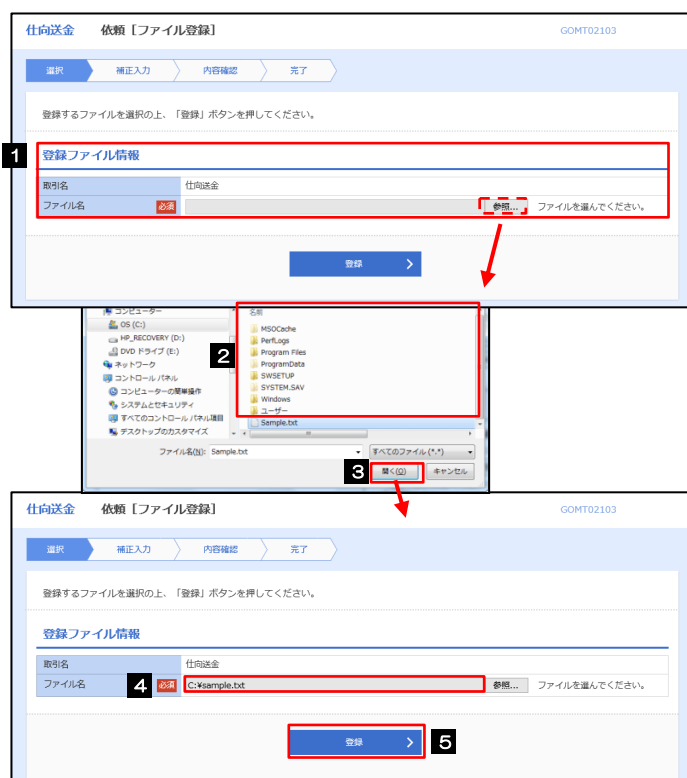 仕向送金 依頼［ファイル登録］ GOMT02103
選択 補正入力 内容確認 完了
登録するファイルを選択の上、「登録」ボタンを押してください。
1
登録ファイル情報
取引名 仕向送金
ファイル名 必須 参照... ファイルを選んでください。
登録
コンピューター
OS (C:)
HP_RECOVERY (D:)
DVD ドライブ (E:)
ネットワーク
コントロール パネル
コンピューターの簡単操作
システムとセキュリティ
すべてのコントロール パネル項目
デスクトップのカスタマイズ
2
名前
MSOCache
PerfLogs
Program Files
ProgramData
SWSETUP
SYSTEM.SAV
Windows
ユーザー
Sample.txt
ファイル名(N): Sample.txt すべてのファイル (*.*)
3 開く(O) キャンセル
仕向送金 依頼［ファイル登録］ GOMT02103
選択 補正入力 内容確認 完了
登録するファイルを選択の上、「登録」ボタンを押してください。
登録ファイル情報
取引名 仕向送金
ファイル名 4 必須 C:¥sample.txt 参照... ファイルを選んでください。
登録 5